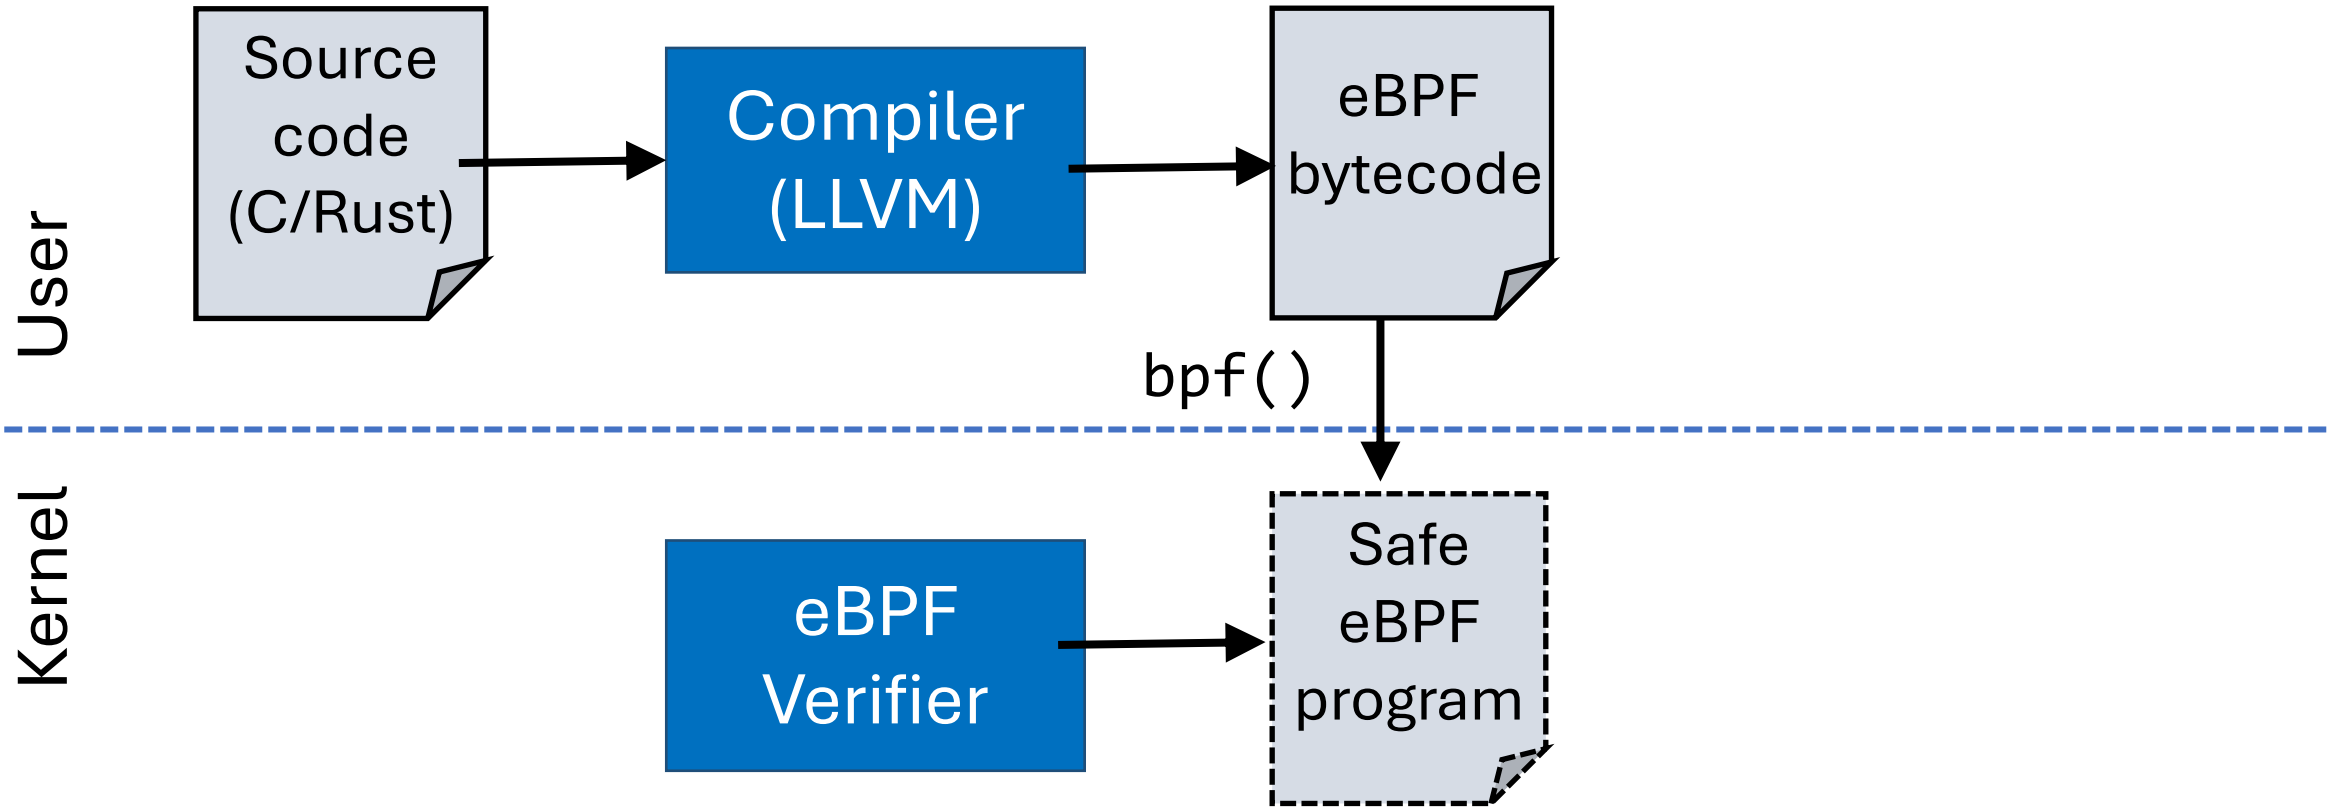 Source
code
(C/Rust)
Compiler
(LLVM)
eBPF
bytecode
User
bpf()
Kernel
eBPF
Verifier
Safe
eBPF
program